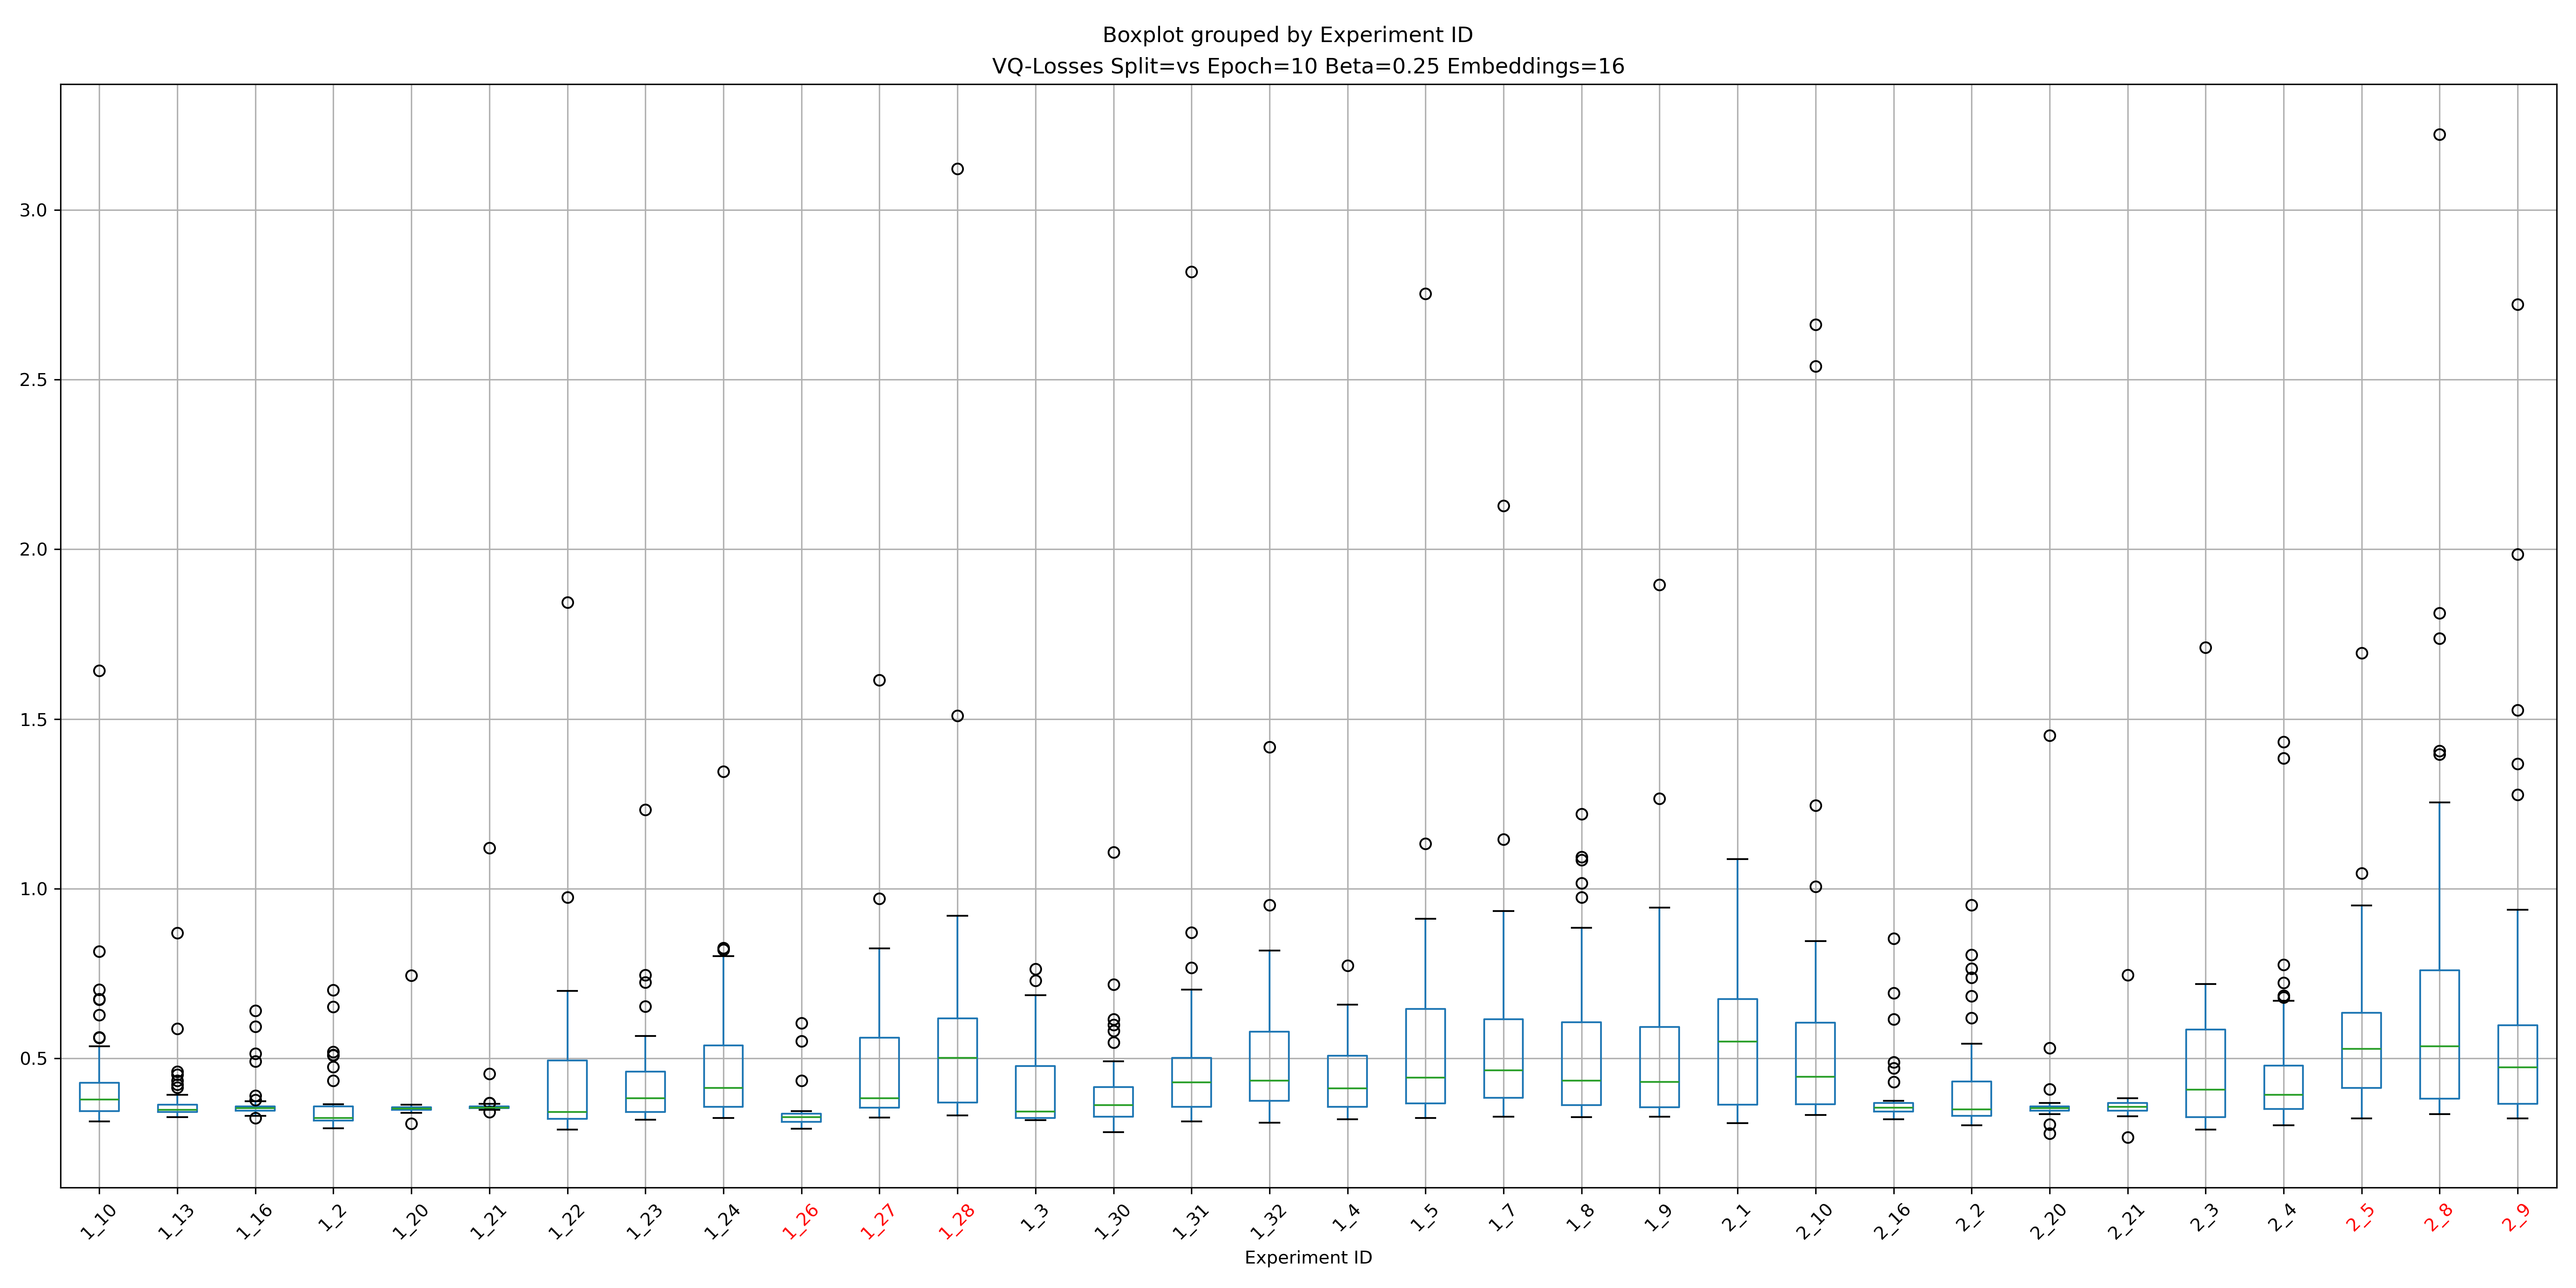 Boxplot grouped by Experiment ID
VQ-Losses Split=vs Epoch=10 Beta=0.25 Embeddings=16
3.0
2.5
2.0
1.5
1.0
0.5
1_10 1_13 1_16 1_2 1_20 1_21 1_22 1_23 1_24 1_26 1_27 1_28 1_3 1_30 1_31 1_32 1_4 1_5 1_7 1_8 1_9 2_1 2_10 2_16 2_2 2_20 2_21 2_3 2_4 2_5 2_8 2_9
Experiment ID